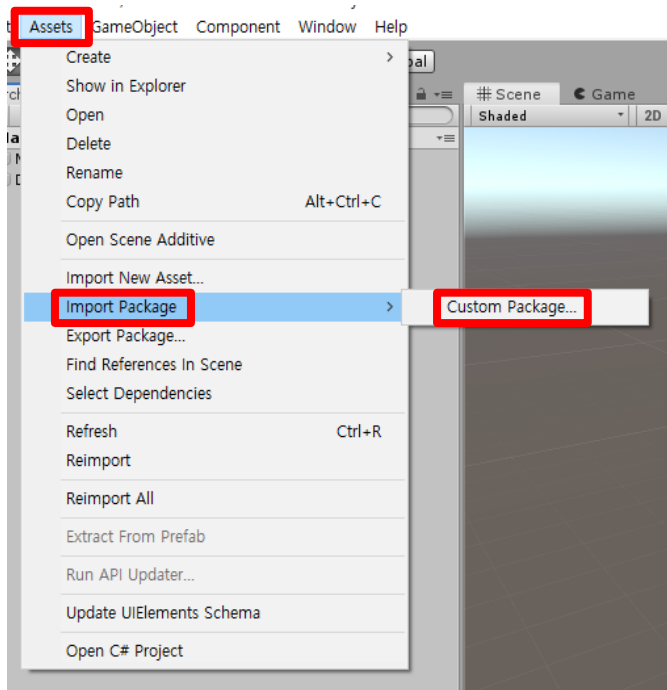 Assets GameObject Component Window Help
Create
Show in Explorer
Open
Delete
Rename
Copy Path Alt+Ctrl+C
Open Scene Additive
Import New Asset...
Import Package
Custom Package...
Export Package...
Find References In Scene
Select Dependencies
Refresh Ctrl+R
Reimport
Reimport All
Extract From Prefab
Run API Updater...
Update UIElements Schema
Open C# Project
Scene Game
Shaded 2D